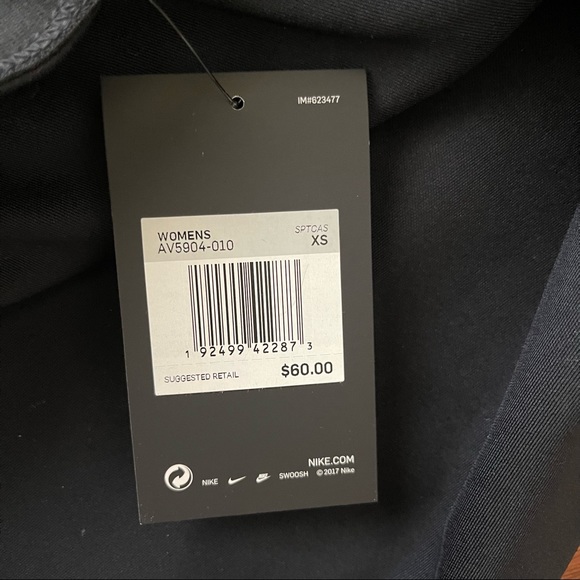 IM#623477
WOMENS
AV5904-010
SPTCAS
XS
1 92499 42287 3
SUGGESTED RETAIL $60.00
NIKE.COM
NIKE SWOOSH © 2017 Nike